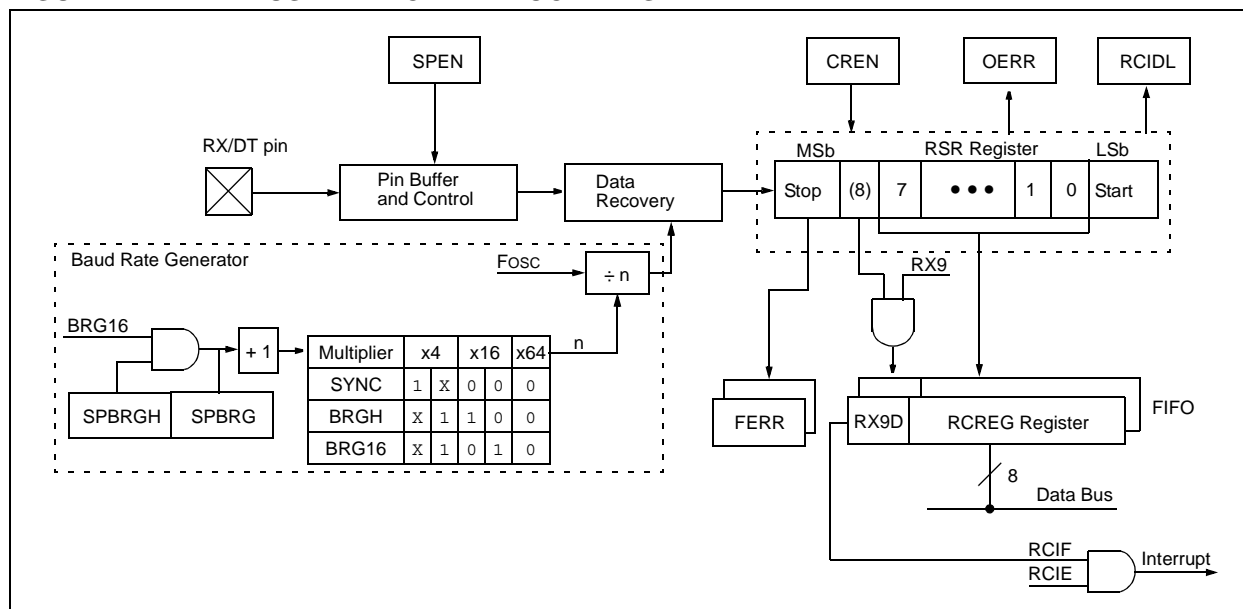 SPEN
CREN
OERR
RCIDL
RX/DT pin
Pin Buffer
and Control
Data
Recovery
MSb
RSR Register
LSb
Stop (8) 7 ••• 1 0 Start
Baud Rate Generator
FOSC
÷ n
RX9
BRG16
+ 1
n
Multiplier x4 x16 x64
SYNC 1 X 0 0 0
BRGH X 1 1 0 0
BRG16 X 1 0 1 0
SPBRGH SPBRG
FERR
RX9D RCREG Register
FIFO
8
Data Bus
RCIF
RCIE
Interrupt